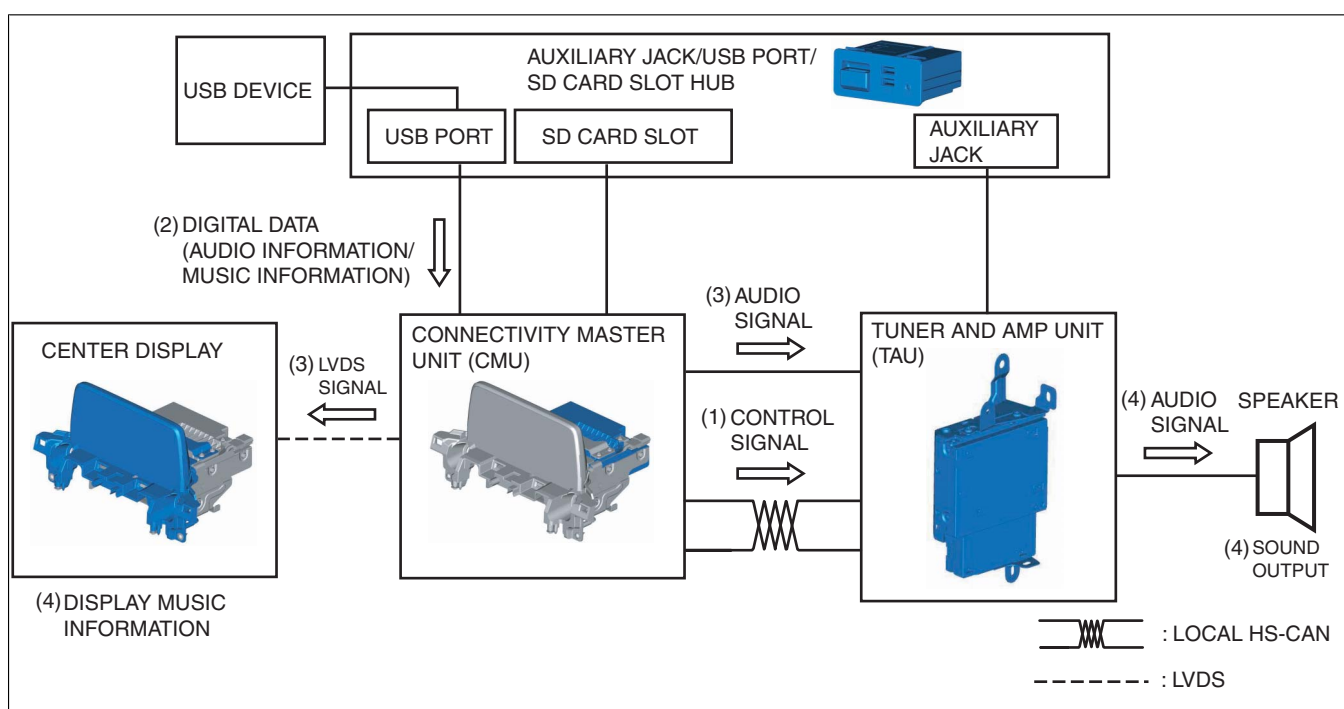 USB DEVICE
AUXILIARY JACK/USB PORT/
SD CARD SLOT HUB
USB PORT
SD CARD SLOT
AUXILIARY
JACK
(2) DIGITAL DATA
(AUDIO INFORMATION/
MUSIC INFORMATION)
CENTER DISPLAY
(3) LVDS
SIGNAL
CONNECTIVITY MASTER
UNIT (CMU)
(3) AUDIO
SIGNAL
(1) CONTROL
SIGNAL
TUNER AND AMP UNIT
(TAU)
(4) AUDIO
SIGNAL
SPEAKER
(4) SOUND
OUTPUT
(4) DISPLAY MUSIC
INFORMATION
: LOCAL HS-CAN
: LVDS